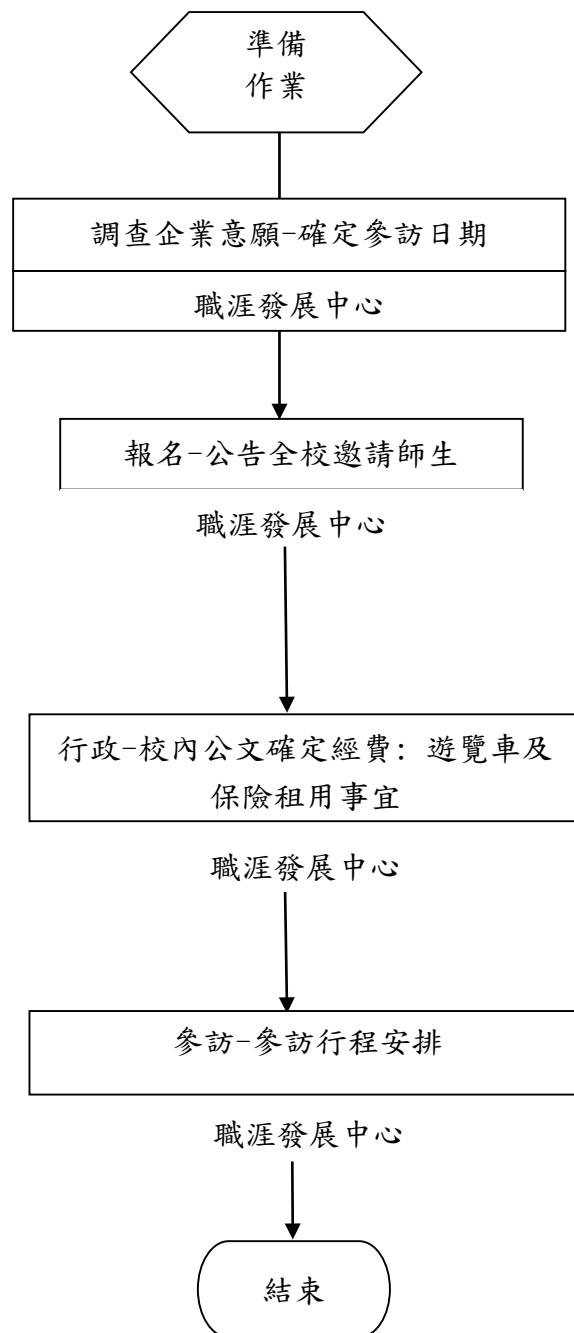 準備
作業
調查企業意願-確定參訪日期
職涯發展中心
報名-公告全校邀請師生
職涯發展中心
行政-校內公文確定經費: 遊覽車及
保險租用事宜
職涯發展中心
參訪-參訪行程安排
職涯發展中心
結束